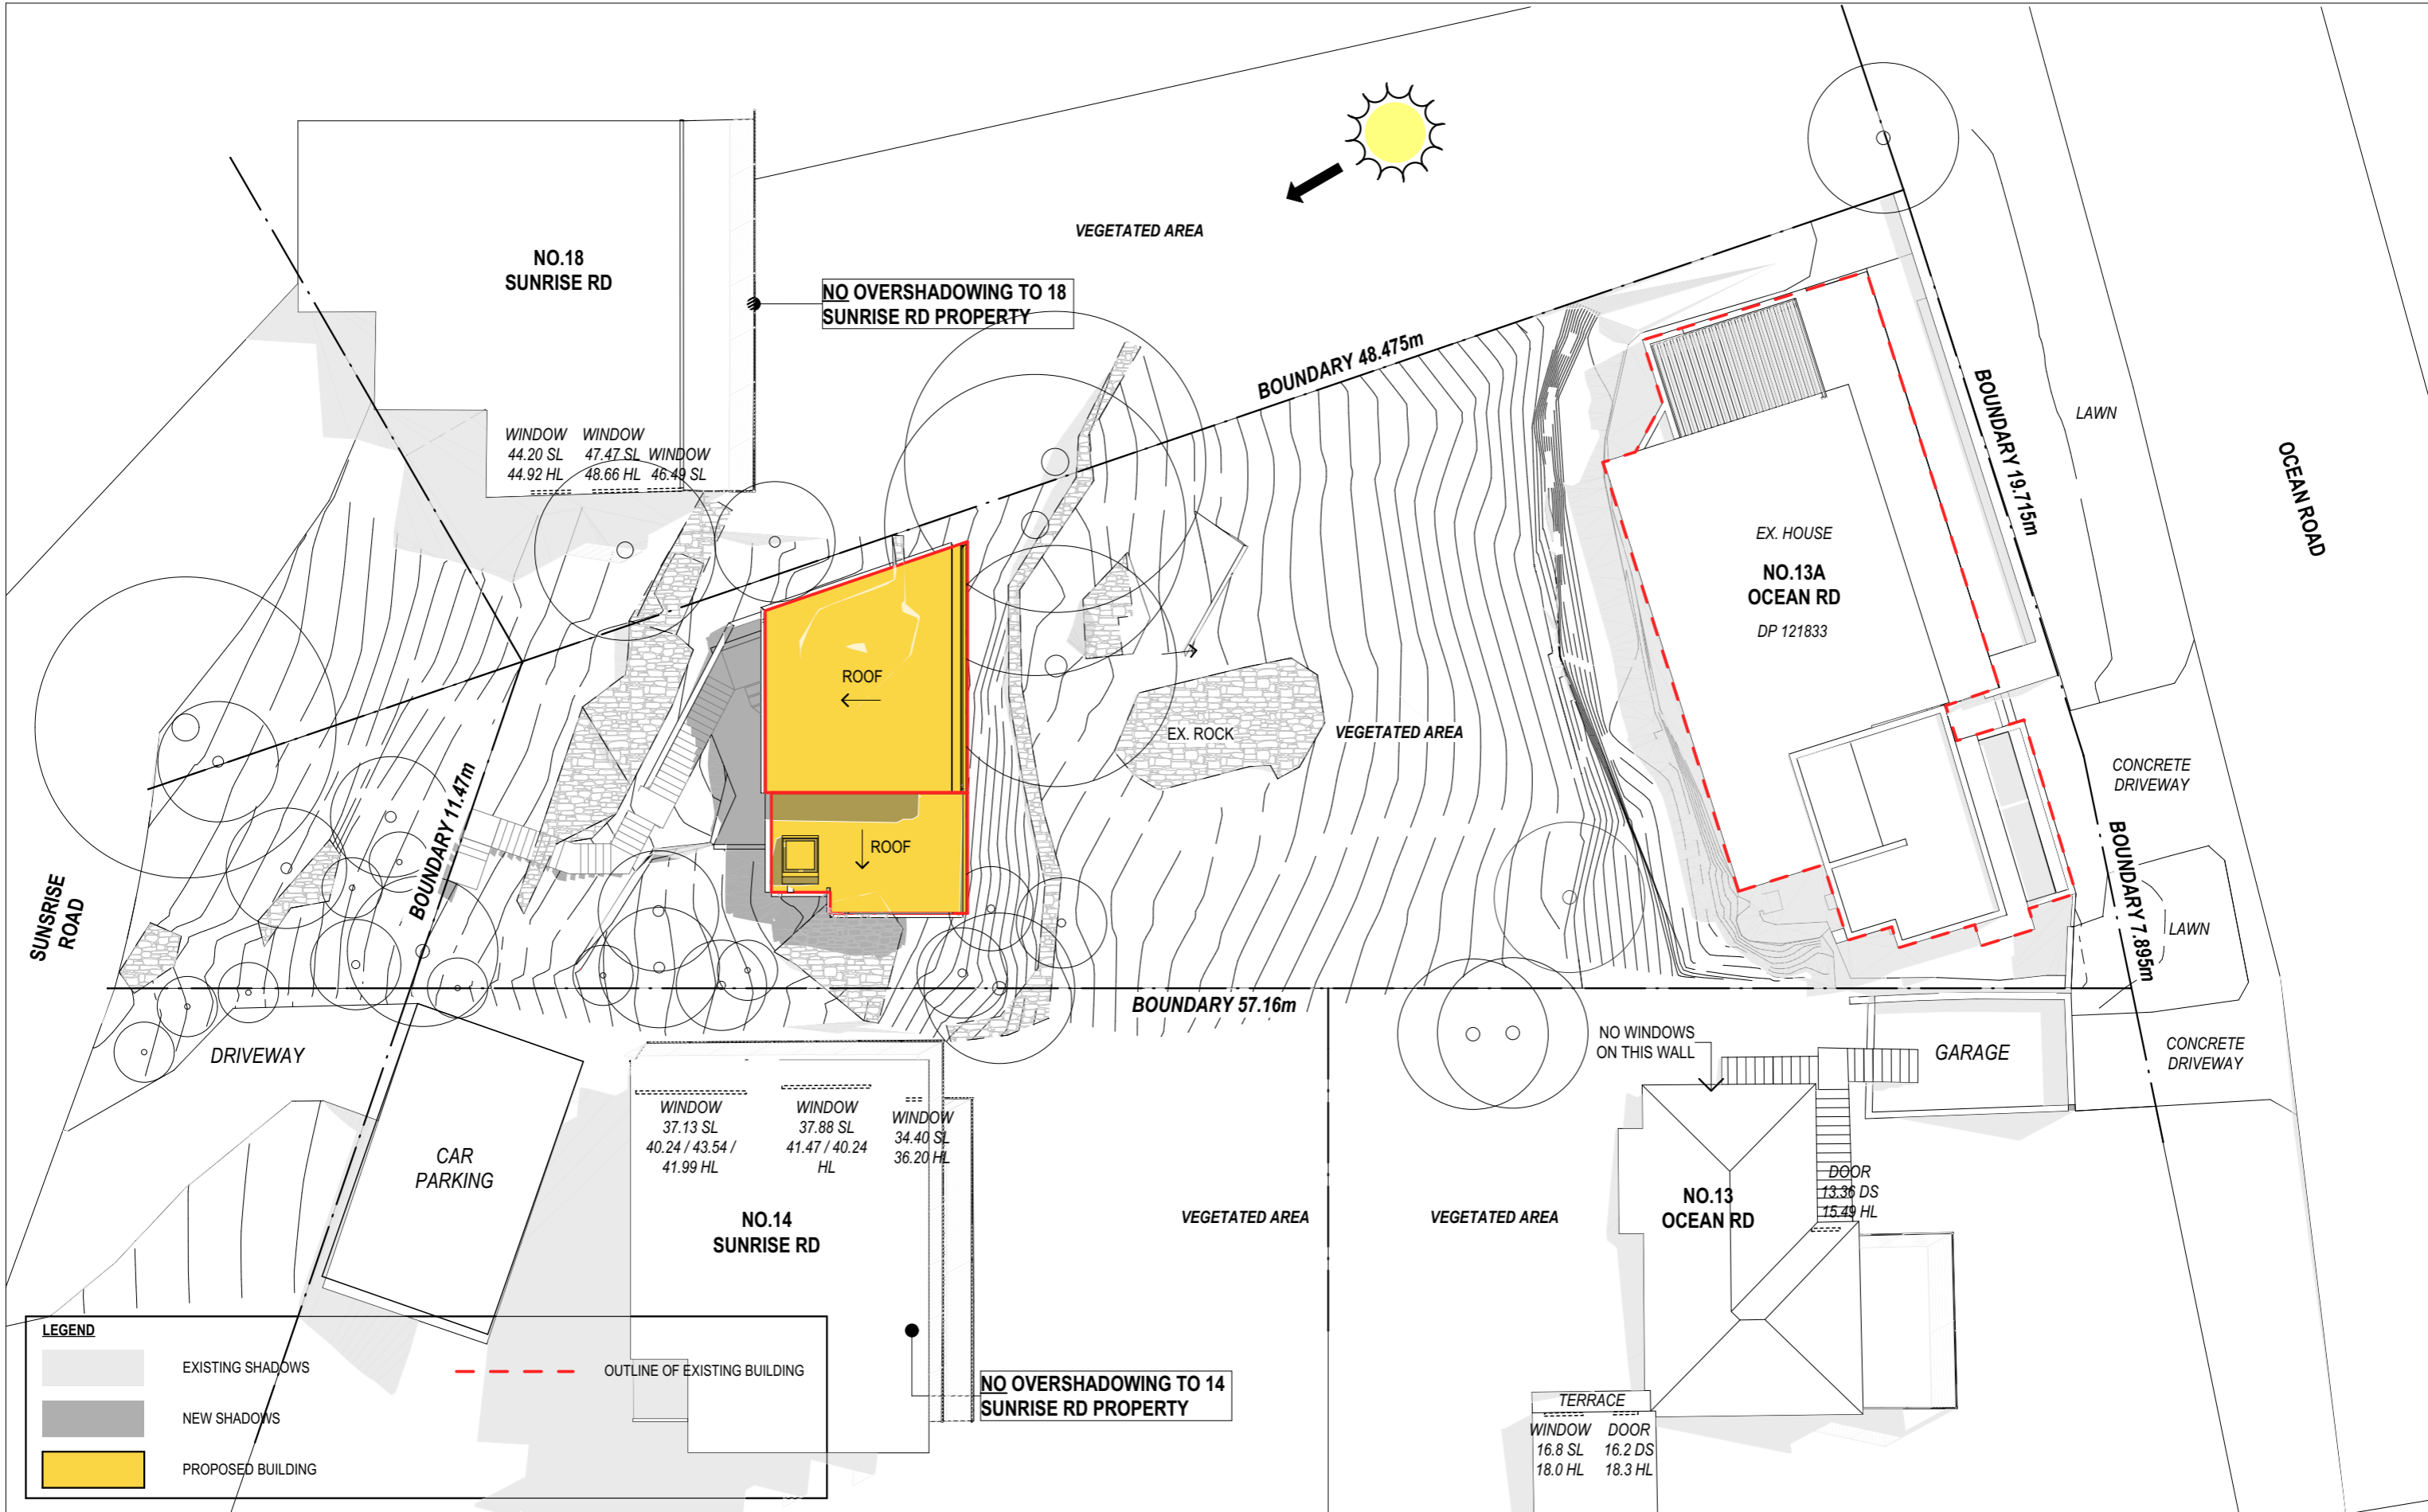 NO.18
SUNRISE RD
VEGETATED AREA
NO OVERSHADOWING TO 18
SUNRISE RD PROPERTY
BOUNDARY 48.475m
WINDOW
44.20 SL
44.92 HL
WINDOW
47.47 SL
48.66 HL
WINDOW
46.49 SL
BOUNDARY 19.715m
LAWN
OCEAN ROAD
EX. HOUSE
NO.13A
OCEAN RD
DP 121833
ROOF
EX. ROCK
VEGETATED AREA
CONCRETE
DRIVEWAY
BOUNDARY 11.47m
ROOF
BOUNDARY 7.895m
LAWN
SUNSRISE
ROAD
BOUNDARY 57.16m
DRIVEWAY
NO WINDOWS
ON THIS WALL
GARAGE
CONCRETE
DRIVEWAY
CAR
PARKING
WINDOW
37.13 SL
40.24 / 43.54 /
41.99 HL
WINDOW
37.88 SL
41.47 / 40.24
HL
WINDOW
34.40 SL
36.20 HL
NO.14
SUNRISE RD
VEGETATED AREA
VEGETATED AREA
NO.13
OCEAN RD
DOOR
13.36 DS
15.49 HL
NO OVERSHADOWING TO 14
SUNRISE RD PROPERTY
TERRACE
WINDOW
16.8 SL
18.0 HL
DOOR
16.2 DS
18.3 HL
LEGEND
EXISTING SHADOWS
OUTLINE OF EXISTING BUILDING
NEW SHADOWS
PROPOSED BUILDING